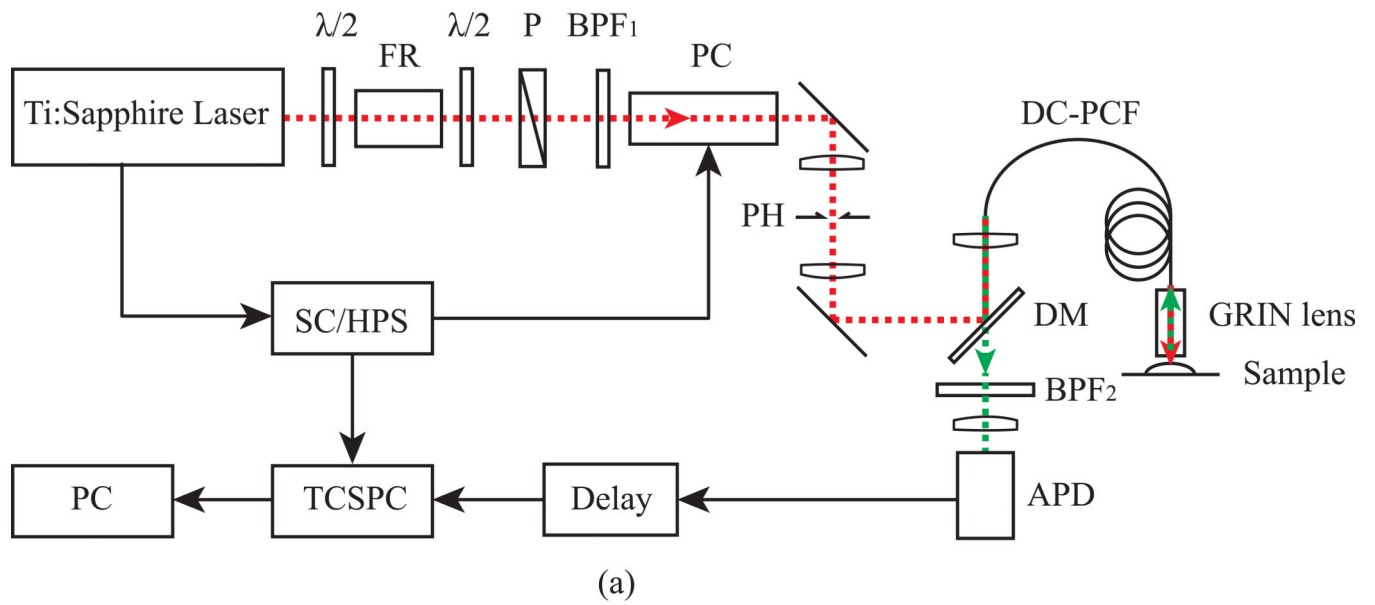 λ/2
FR
λ/2
P
BPF1
PC
Ti:Sapphire Laser
DC-PCF
PH
SC/HPS
DM
GRIN lens
Sample
BPF2
PC
TCSPC
Delay
APD
(a)